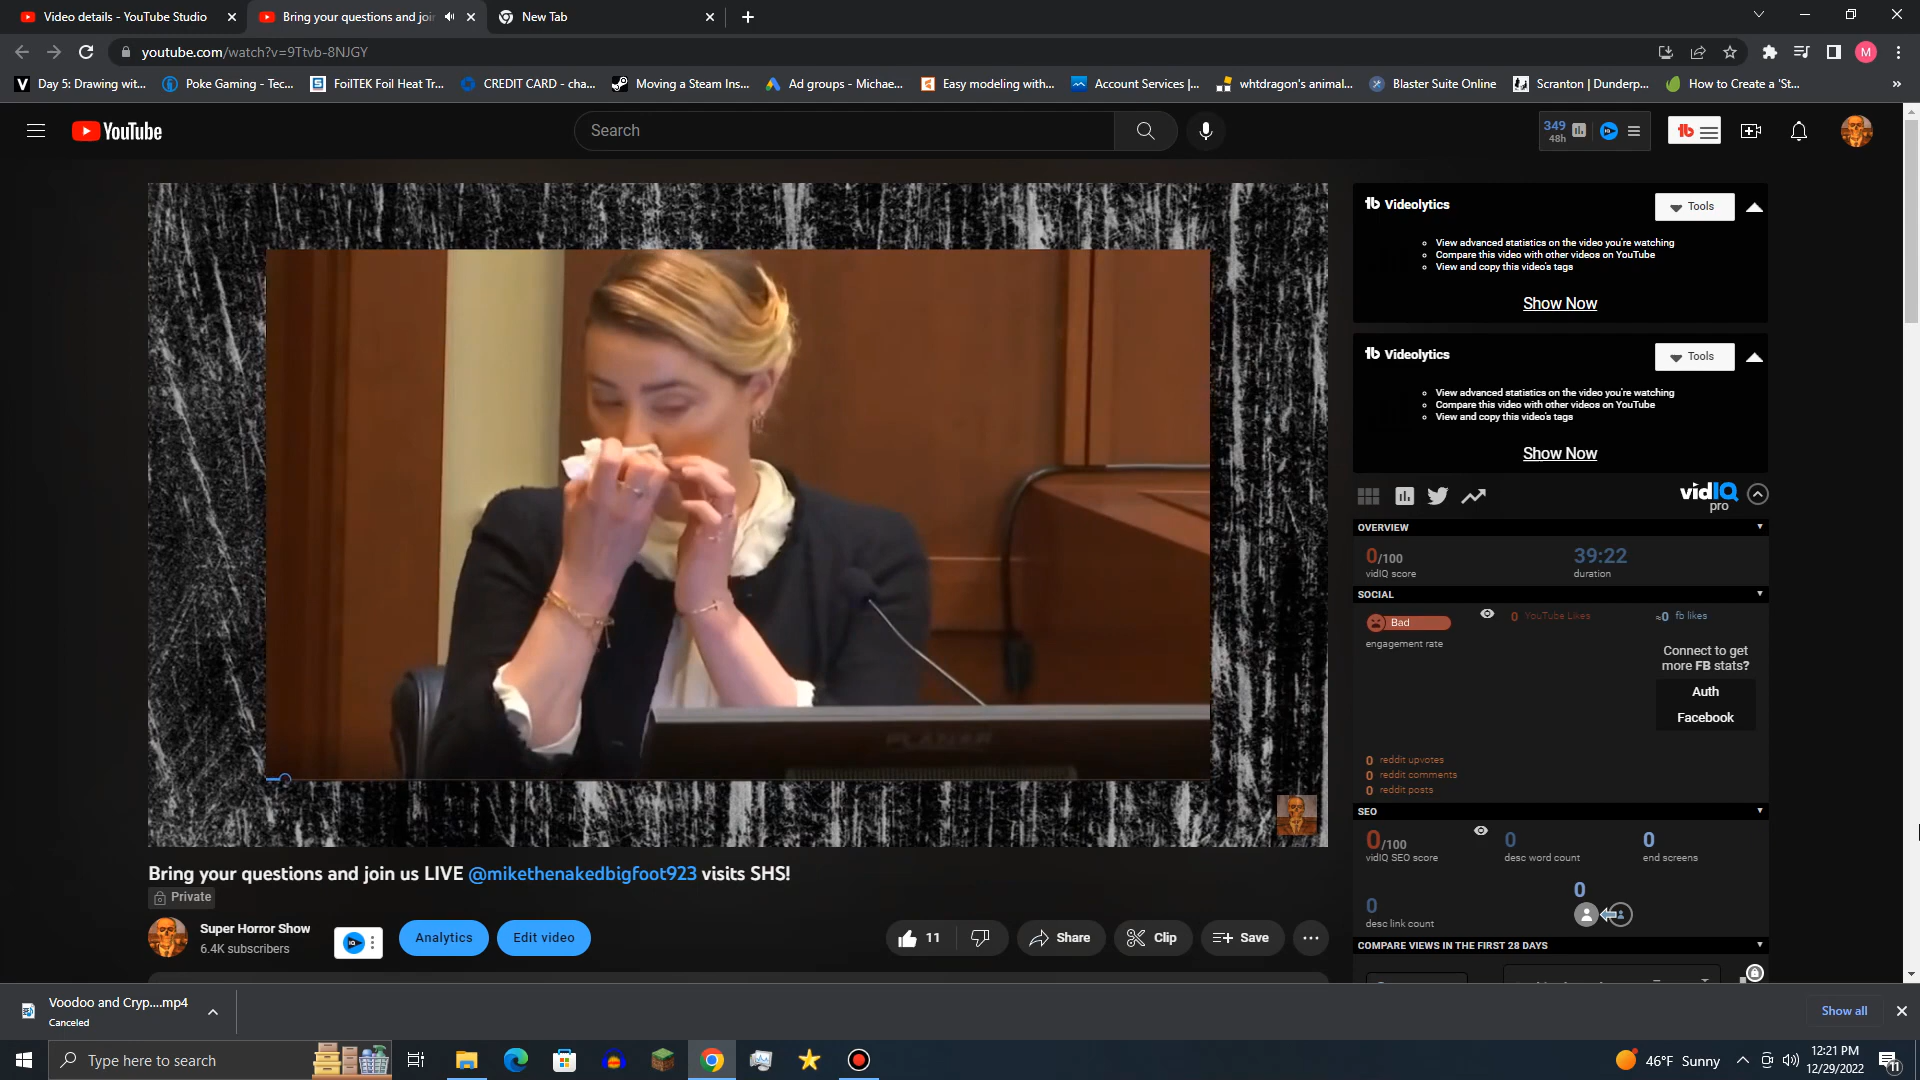 Video details - YouTube Studio
Bring your questions and joi
New Tab
youtube.com/watch?v=9Ttvb-8NJGY
M
Day 5: Drawing wit...
Poke Gaming - Tec...
FoilTEK Foil Heat Tr...
CREDIT CARD - cha...
Moving a Steam Ins...
Ad groups - Michae...
Easy modeling with...
Account Services |...
whtdragon's animal...
Blaster Suite Online
Scranton | Dunderp...
How to Create a 'St...
YouTube
Search
349
48h
Videolytics
Tools
View advanced statistics on the video you're watching
Compare this video with other videos on YouTube
View and copy this video's tags
Show Now
Videolytics
Tools
View advanced statistics on the video you're watching
Compare this video with other videos on YouTube
View and copy this video's tags
Show Now
vidIQ
pro
OVERVIEW
0/100
vidIQ score
39:22
duration
SOCIAL
Bad
engagement rate
0 YouTube Likes
≈0 fb likes
Connect to get
more FB stats?
Auth
Facebook
0 reddit upvotes
0 reddit comments
0 reddit posts
SEO
0/100
vidIQ SEO score
0
desc word count
0
end screens
0
desc link count
0
COMPARE VIEWS IN THE FIRST 28 DAYS
PLANAR
Bring your questions and join us LIVE @mikethenakedbigfoot923 visits SHS!
Private
Super Horror Show
6.4K subscribers
Analytics
Edit video
11
Share
Clip
Save
Voodoo and Cryp....mp4
Canceled
Show all
Type here to search
46°F Sunny
12:21 PM
12/29/2022
11